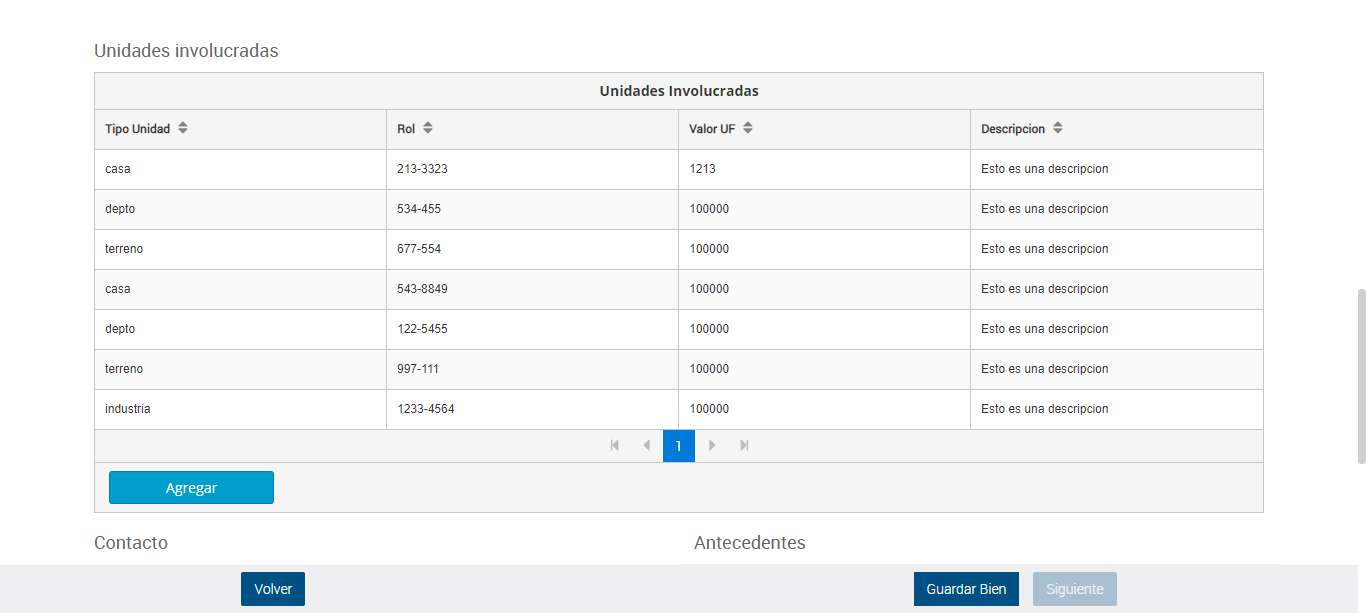 Unidades involucradas
Unidades Involucradas
Tipo Unidad Rol Valor UF Descripcion
casa 213-3323 1213 Esto es una descripcion
depto 534-455 100000 Esto es una descripcion
terreno 677-554 100000 Esto es una descripcion
casa 543-8849 100000 Esto es una descripcion
depto 122-5455 100000 Esto es una descripcion
terreno 997-111 100000 Esto es una descripcion
industria 1233-4564 100000 Esto es una descripcion
1
Agregar
Contacto Antecedentes
Volver Guardar Bien Siguiente